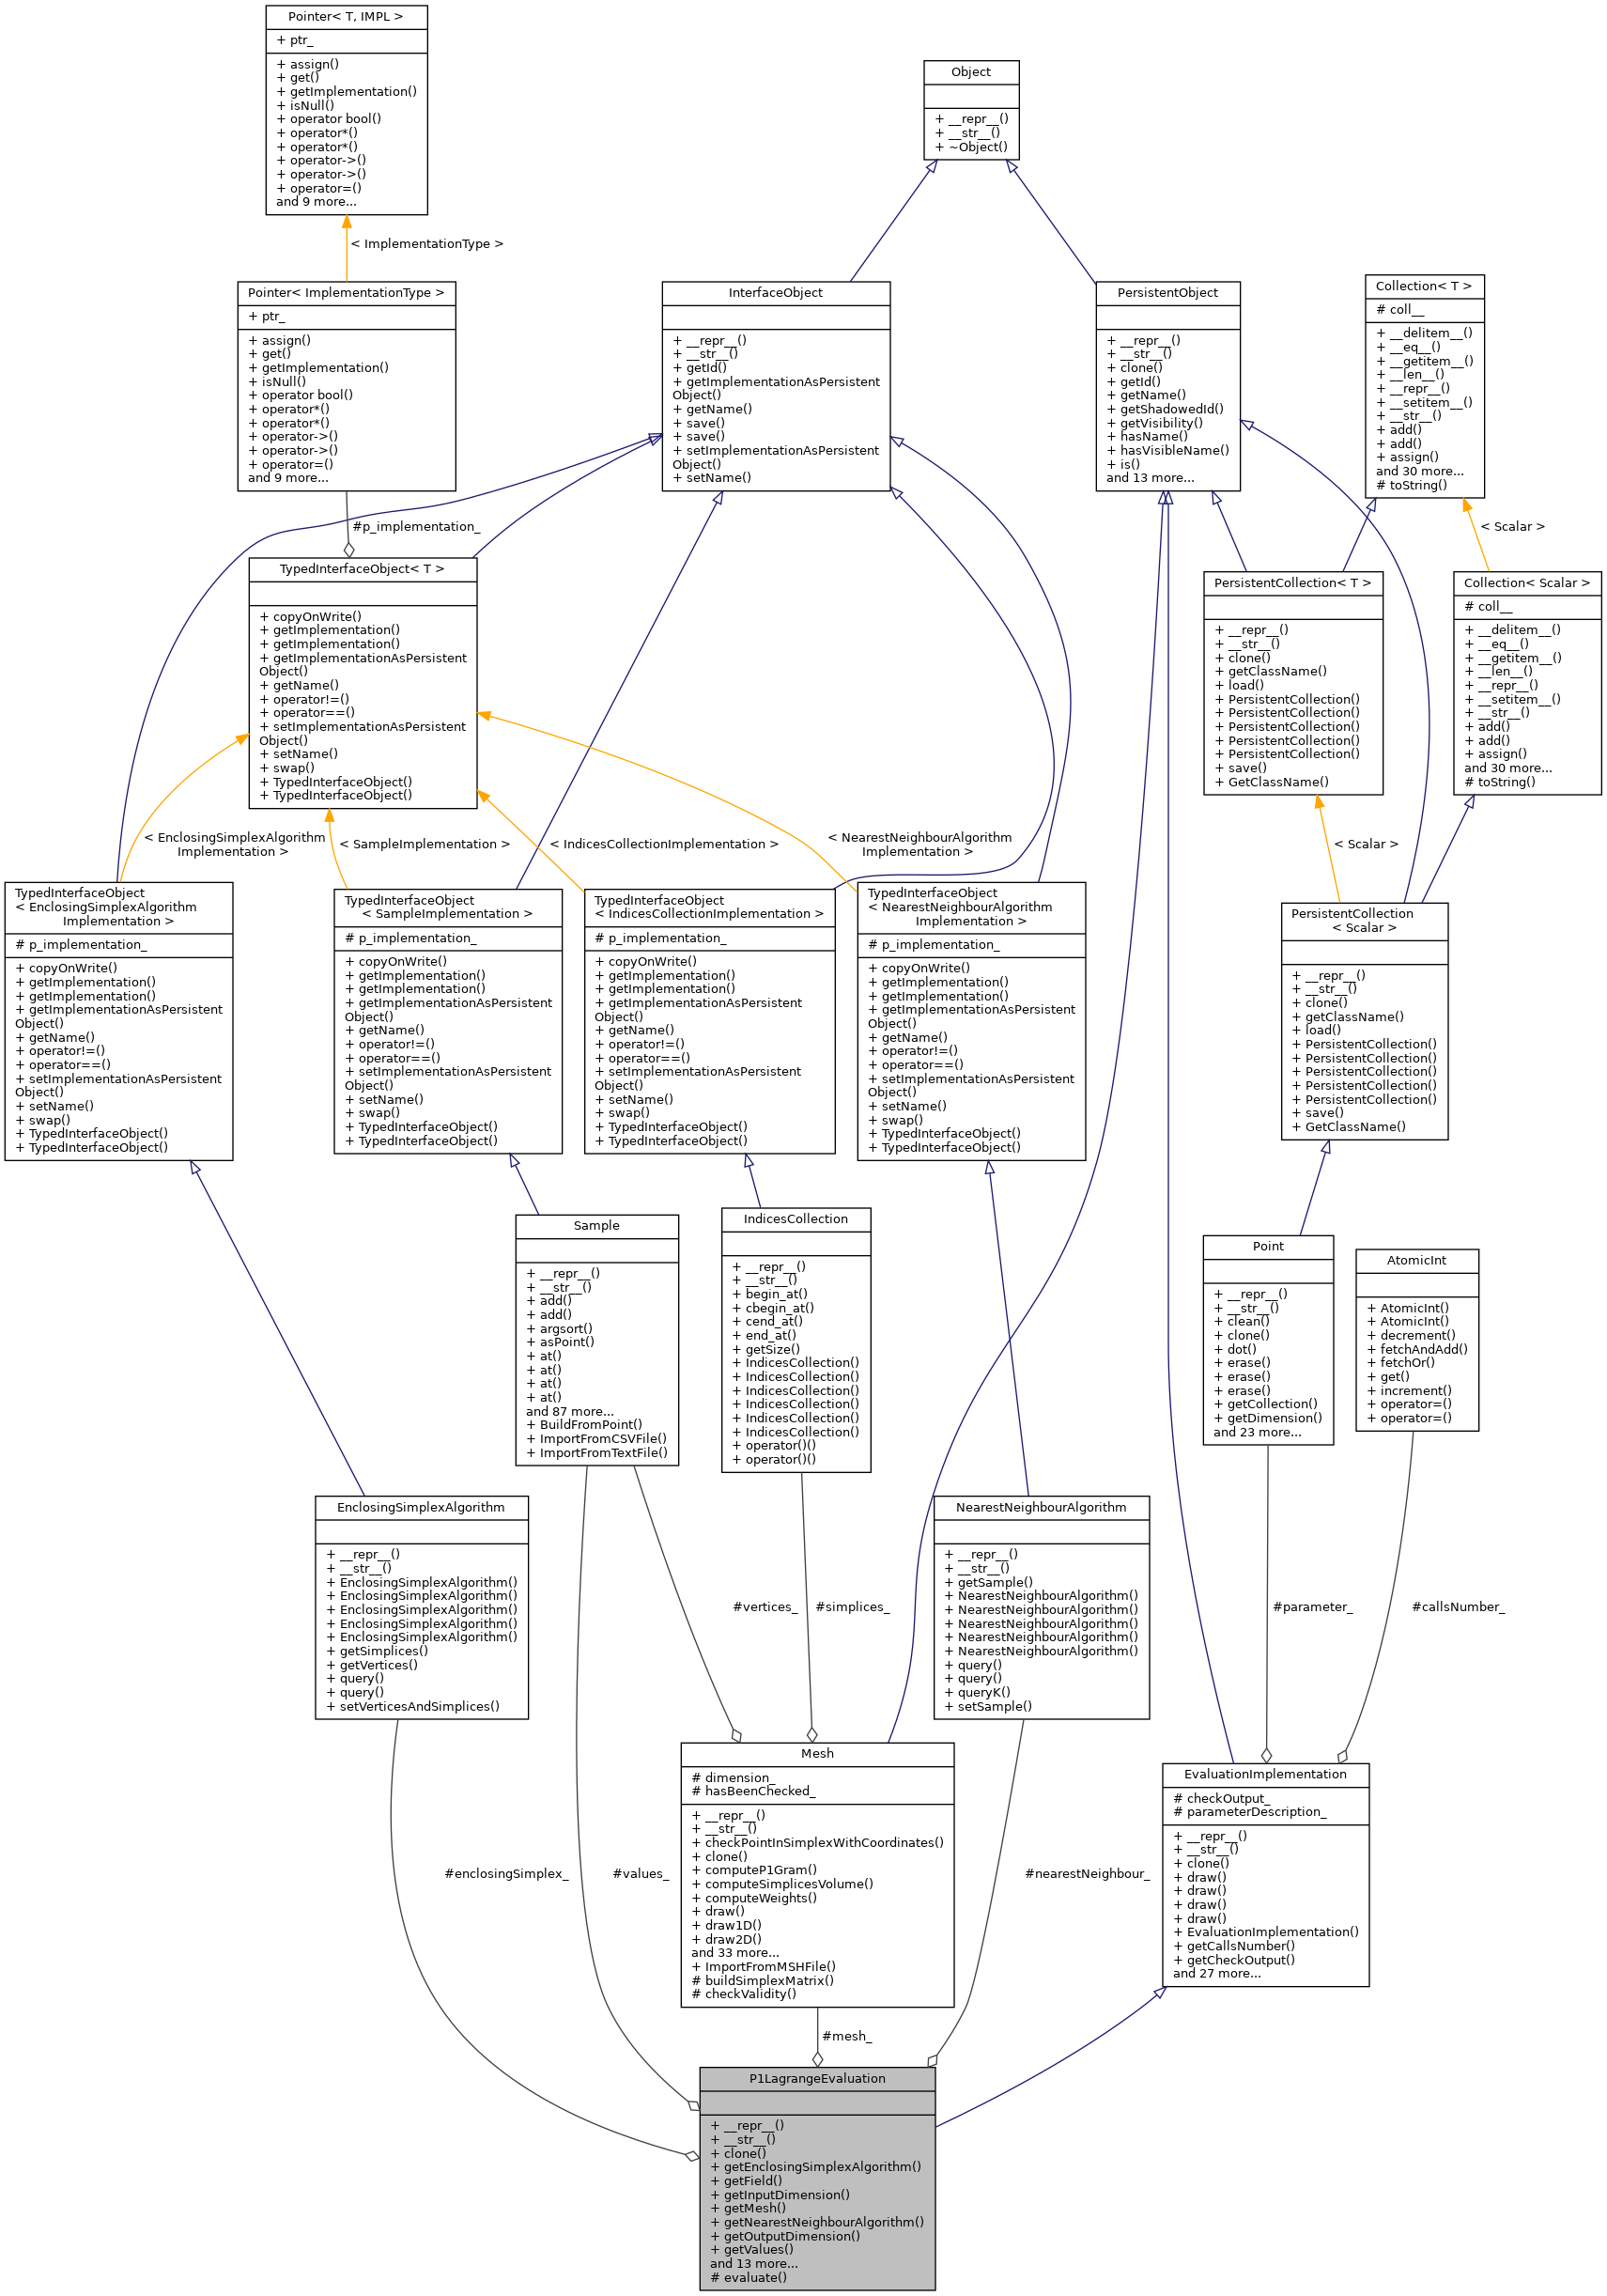 Pointer< T, IMPL >
+ ptr_
+ assign()
+ get()
+ getImplementation()
+ isNull()
+ operator bool()
+ operator*()
+ operator*()
+ operator->()
+ operator->()
+ operator=()
and 9 more...
Object
+ __repr__()
+ __str__()
+ ~Object()
< ImplementationType >
Pointer< ImplementationType >
+ ptr_
+ assign()
+ get()
+ getImplementation()
+ isNull()
+ operator bool()
+ operator*()
+ operator*()
+ operator->()
+ operator->()
+ operator=()
and 9 more...
InterfaceObject
+ __repr__()
+ __str__()
+ getId()
+ getImplementationAsPersistent
Object()
+ getName()
+ save()
+ save()
+ setImplementationAsPersistent
Object()
+ setName()
PersistentObject
+ __repr__()
+ __str__()
+ clone()
+ getId()
+ getName()
+ getShadowedId()
+ getVisibility()
+ hasName()
+ hasVisibleName()
+ is()
and 13 more...
Collection< T >
# coll__
+ __delitem__()
+ __eq__()
+ __getitem__()
+ __len__()
+ __repr__()
+ __setitem__()
+ __str__()
+ add()
+ add()
+ assign()
and 30 more...
# toString()
#p_implementation_
< Scalar >
TypedInterfaceObject< T >
+ copyOnWrite()
+ getImplementation()
+ getImplementation()
+ getImplementationAsPersistent
Object()
+ getName()
+ operator!=()
+ operator==()
+ setImplementationAsPersistent
Object()
+ setName()
+ swap()
+ TypedInterfaceObject()
+ TypedInterfaceObject()
PersistentCollection< T >
+ __repr__()
+ __str__()
+ clone()
+ getClassName()
+ load()
+ PersistentCollection()
+ PersistentCollection()
+ PersistentCollection()
+ PersistentCollection()
+ PersistentCollection()
+ save()
+ GetClassName()
Collection< Scalar >
# coll__
+ __delitem__()
+ __eq__()
+ __getitem__()
+ __len__()
+ __repr__()
+ __setitem__()
+ __str__()
+ add()
+ add()
+ assign()
and 30 more...
# toString()
< EnclosingSimplexAlgorithm
Implementation >
< SampleImplementation >
< IndicesCollectionImplementation >
< NearestNeighbourAlgorithm
Implementation >
< Scalar >
TypedInterfaceObject
< EnclosingSimplexAlgorithm
Implementation >
# p_implementation_
+ copyOnWrite()
+ getImplementation()
+ getImplementation()
+ getImplementationAsPersistent
Object()
+ getName()
+ operator!=()
+ operator==()
+ setImplementationAsPersistent
Object()
+ setName()
+ swap()
+ TypedInterfaceObject()
+ TypedInterfaceObject()
TypedInterfaceObject
< SampleImplementation >
# p_implementation_
+ copyOnWrite()
+ getImplementation()
+ getImplementation()
+ getImplementationAsPersistent
Object()
+ getName()
+ operator!=()
+ operator==()
+ setImplementationAsPersistent
Object()
+ setName()
+ swap()
+ TypedInterfaceObject()
+ TypedInterfaceObject()
TypedInterfaceObject
< IndicesCollectionImplementation >
# p_implementation_
+ copyOnWrite()
+ getImplementation()
+ getImplementation()
+ getImplementationAsPersistent
Object()
+ getName()
+ operator!=()
+ operator==()
+ setImplementationAsPersistent
Object()
+ setName()
+ swap()
+ TypedInterfaceObject()
+ TypedInterfaceObject()
TypedInterfaceObject
< NearestNeighbourAlgorithm
Implementation >
# p_implementation_
+ copyOnWrite()
+ getImplementation()
+ getImplementation()
+ getImplementationAsPersistent
Object()
+ getName()
+ operator!=()
+ operator==()
+ setImplementationAsPersistent
Object()
+ setName()
+ swap()
+ TypedInterfaceObject()
+ TypedInterfaceObject()
PersistentCollection
< Scalar >
+ __repr__()
+ __str__()
+ clone()
+ getClassName()
+ load()
+ PersistentCollection()
+ PersistentCollection()
+ PersistentCollection()
+ PersistentCollection()
+ PersistentCollection()
+ save()
+ GetClassName()
Sample
+ __repr__()
+ __str__()
+ add()
+ add()
+ argsort()
+ asPoint()
+ at()
+ at()
+ at()
+ at()
and 87 more...
+ BuildFromPoint()
+ ImportFromCSVFile()
+ ImportFromTextFile()
IndicesCollection
+ __repr__()
+ __str__()
+ begin_at()
+ cbegin_at()
+ cend_at()
+ end_at()
+ getSize()
+ IndicesCollection()
+ IndicesCollection()
+ IndicesCollection()
+ IndicesCollection()
+ IndicesCollection()
+ IndicesCollection()
+ operator()()
+ operator()()
Point
+ __repr__()
+ __str__()
+ clean()
+ clone()
+ dot()
+ erase()
+ erase()
+ erase()
+ getCollection()
+ getDimension()
and 23 more...
AtomicInt
+ AtomicInt()
+ AtomicInt()
+ decrement()
+ fetchAndAdd()
+ fetchOr()
+ get()
+ increment()
+ operator=()
+ operator=()
EnclosingSimplexAlgorithm
+ __repr__()
+ __str__()
+ EnclosingSimplexAlgorithm()
+ EnclosingSimplexAlgorithm()
+ EnclosingSimplexAlgorithm()
+ EnclosingSimplexAlgorithm()
+ EnclosingSimplexAlgorithm()
+ getSimplices()
+ getVertices()
+ query()
+ query()
+ setVerticesAndSimplices()
NearestNeighbourAlgorithm
+ __repr__()
+ __str__()
+ getSample()
+ NearestNeighbourAlgorithm()
+ NearestNeighbourAlgorithm()
+ NearestNeighbourAlgorithm()
+ NearestNeighbourAlgorithm()
+ NearestNeighbourAlgorithm()
+ query()
+ query()
+ queryK()
+ setSample()
#vertices_
#simplices_
#parameter_
#callsNumber_
Mesh
# dimension_
# hasBeenChecked_
+ __repr__()
+ __str__()
+ checkPointInSimplexWithCoordinates()
+ clone()
+ computeP1Gram()
+ computeSimplicesVolume()
+ computeWeights()
+ draw()
+ draw1D()
+ draw2D()
and 33 more...
+ ImportFromMSHFile()
# buildSimplexMatrix()
# checkValidity()
EvaluationImplementation
# checkOutput_
# parameterDescription_
+ __repr__()
+ __str__()
+ clone()
+ draw()
+ draw()
+ draw()
+ draw()
+ EvaluationImplementation()
+ getCallsNumber()
+ getCheckOutput()
and 27 more...
#enclosingSimplex_
#values_
#nearestNeighbour_
#mesh_
P1LagrangeEvaluation
+ __repr__()
+ __str__()
+ clone()
+ getEnclosingSimplexAlgorithm()
+ getField()
+ getInputDimension()
+ getMesh()
+ getNearestNeighbourAlgorithm()
+ getOutputDimension()
+ getValues()
and 13 more...
# evaluate()